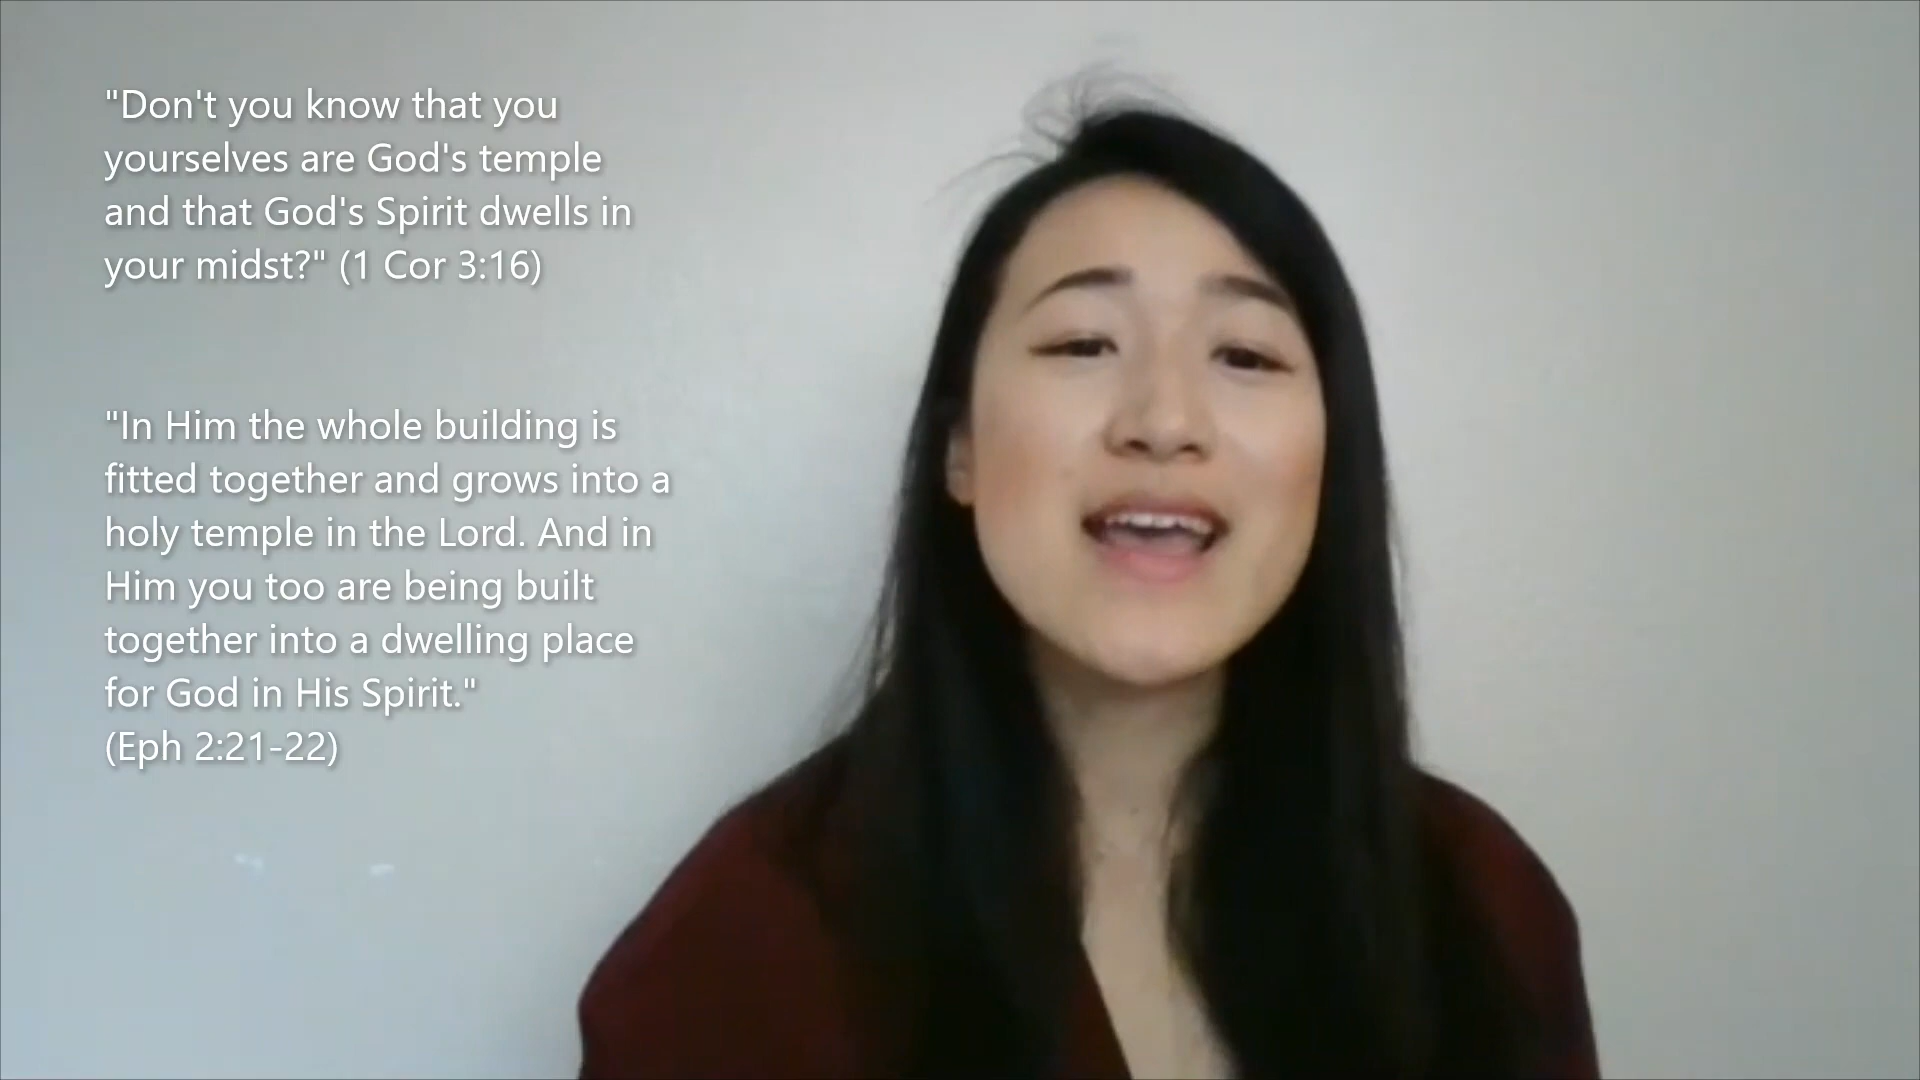 "Don't you know that you
yourselves are God's temple
and that God's Spirit dwells in
your midst?" (1 Cor 3:16)
"In Him the whole building is
fitted together and grows into a
holy temple in the Lord. And in
Him you too are being built
together into a dwelling place
for God in His Spirit."
(Eph 2:21-22)